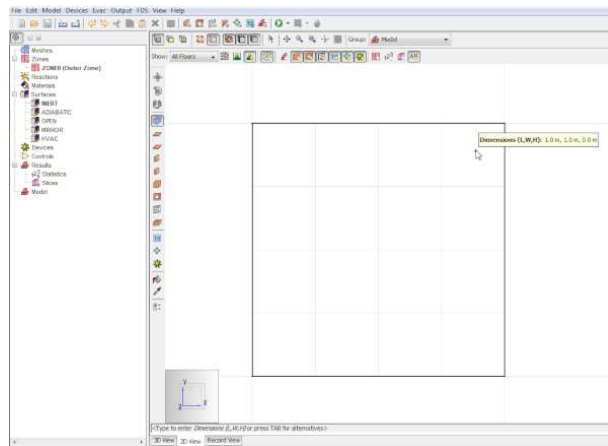 File Edit Model Devices Evac Output FDS View Help
Group: Model
Show: All Floors
Meshes
Zones
ZONE0 (Outer Zone)
Reactions
Materials
Surfaces
INERT
ADIABATIC
OPEN
MIRROR
HVAC
Devices
Controls
Results
Statistics
Slices
Model
Dimensions (L,W,H): 1.0 m, 1.0 m, 0.0 m
Y
Z
X
<Type to enter Dimensions (L,W,H) or press TAB for alternatives>
3D View 2D View Record View